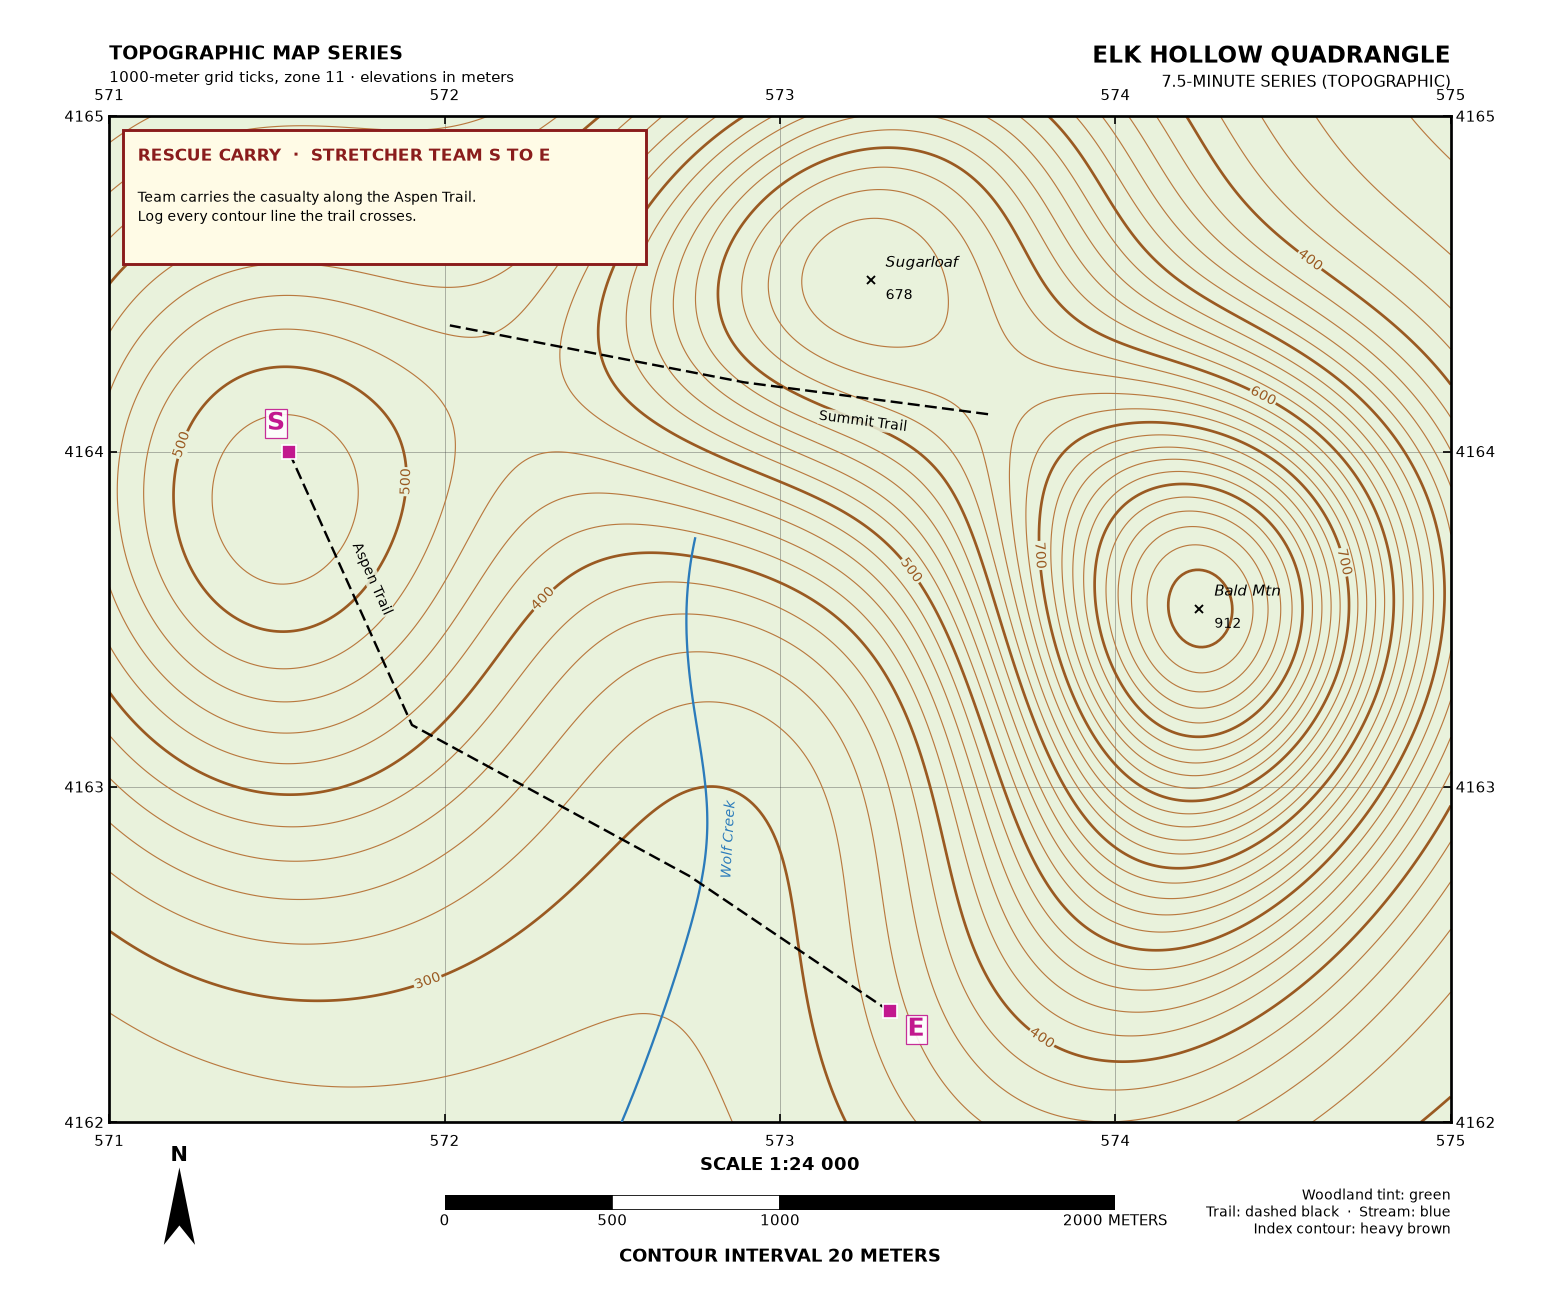 TOPOGRAPHIC MAP SERIES
1000-meter grid ticks, zone 11 · elevations in meters
ELK HOLLOW QUADRANGLE
7.5-MINUTE SERIES (TOPOGRAPHIC)
571 572 573 574 575
4165 4165
RESCUE CARRY · STRETCHER TEAM S TO E
Team carries the casualty along the Aspen Trail.
Log every contour line the trail crosses.
400
Sugarloaf
678
600
Summit Trail
S
500
4164 4164
500
700
500
700
Aspen Trail
400
Bald Mtn
912
4163 4163
Wolf Creek
300
E
400
4162 4162
571 572 573 574 575
N
SCALE 1:24 000
0 500 1000 2000 METERS
CONTOUR INTERVAL 20 METERS
Woodland tint: green
Trail: dashed black · Stream: blue
Index contour: heavy brown